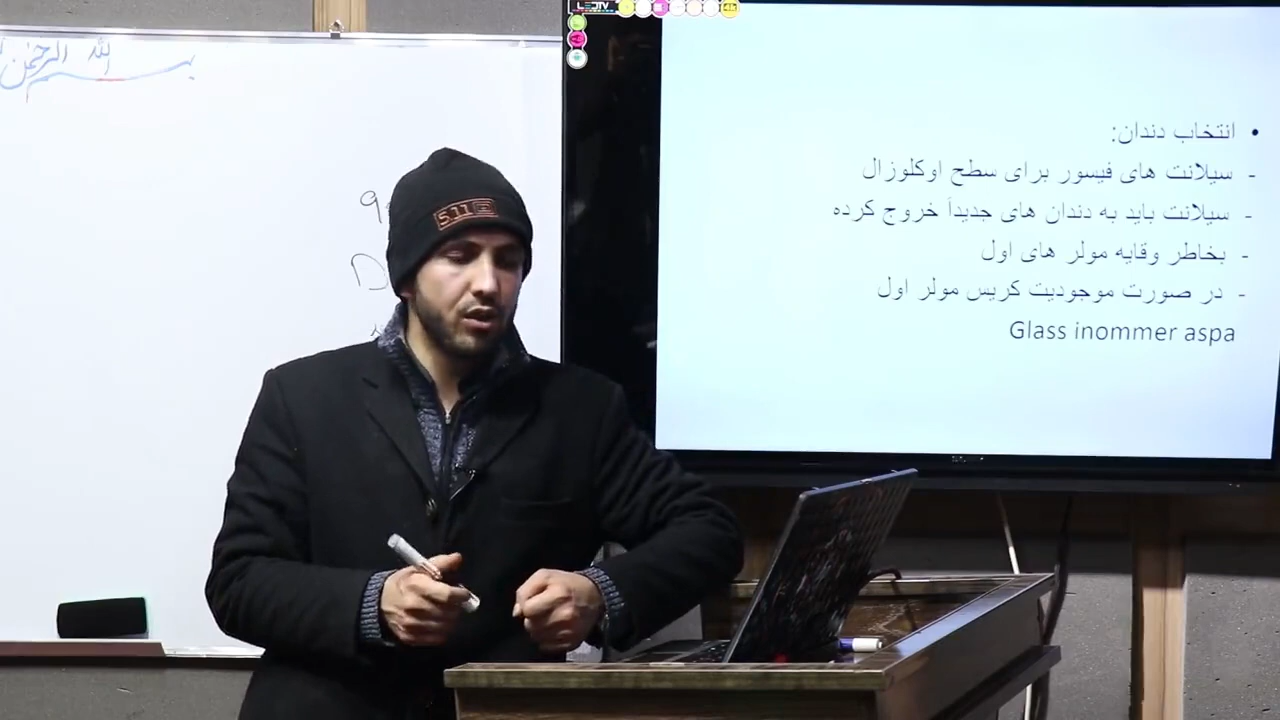 بسم الله الرحمن
5.11
LEDTV
• انتخاب دندان:
- سیلانت های فیسور برای سطح اوکلوزال
- سیلانت باید به دندان های جدیداً خروج کرده
- بخاطر وقایه مولر های اول
- در صورت موجودیت کریس مولر اول
Glass inommer aspa